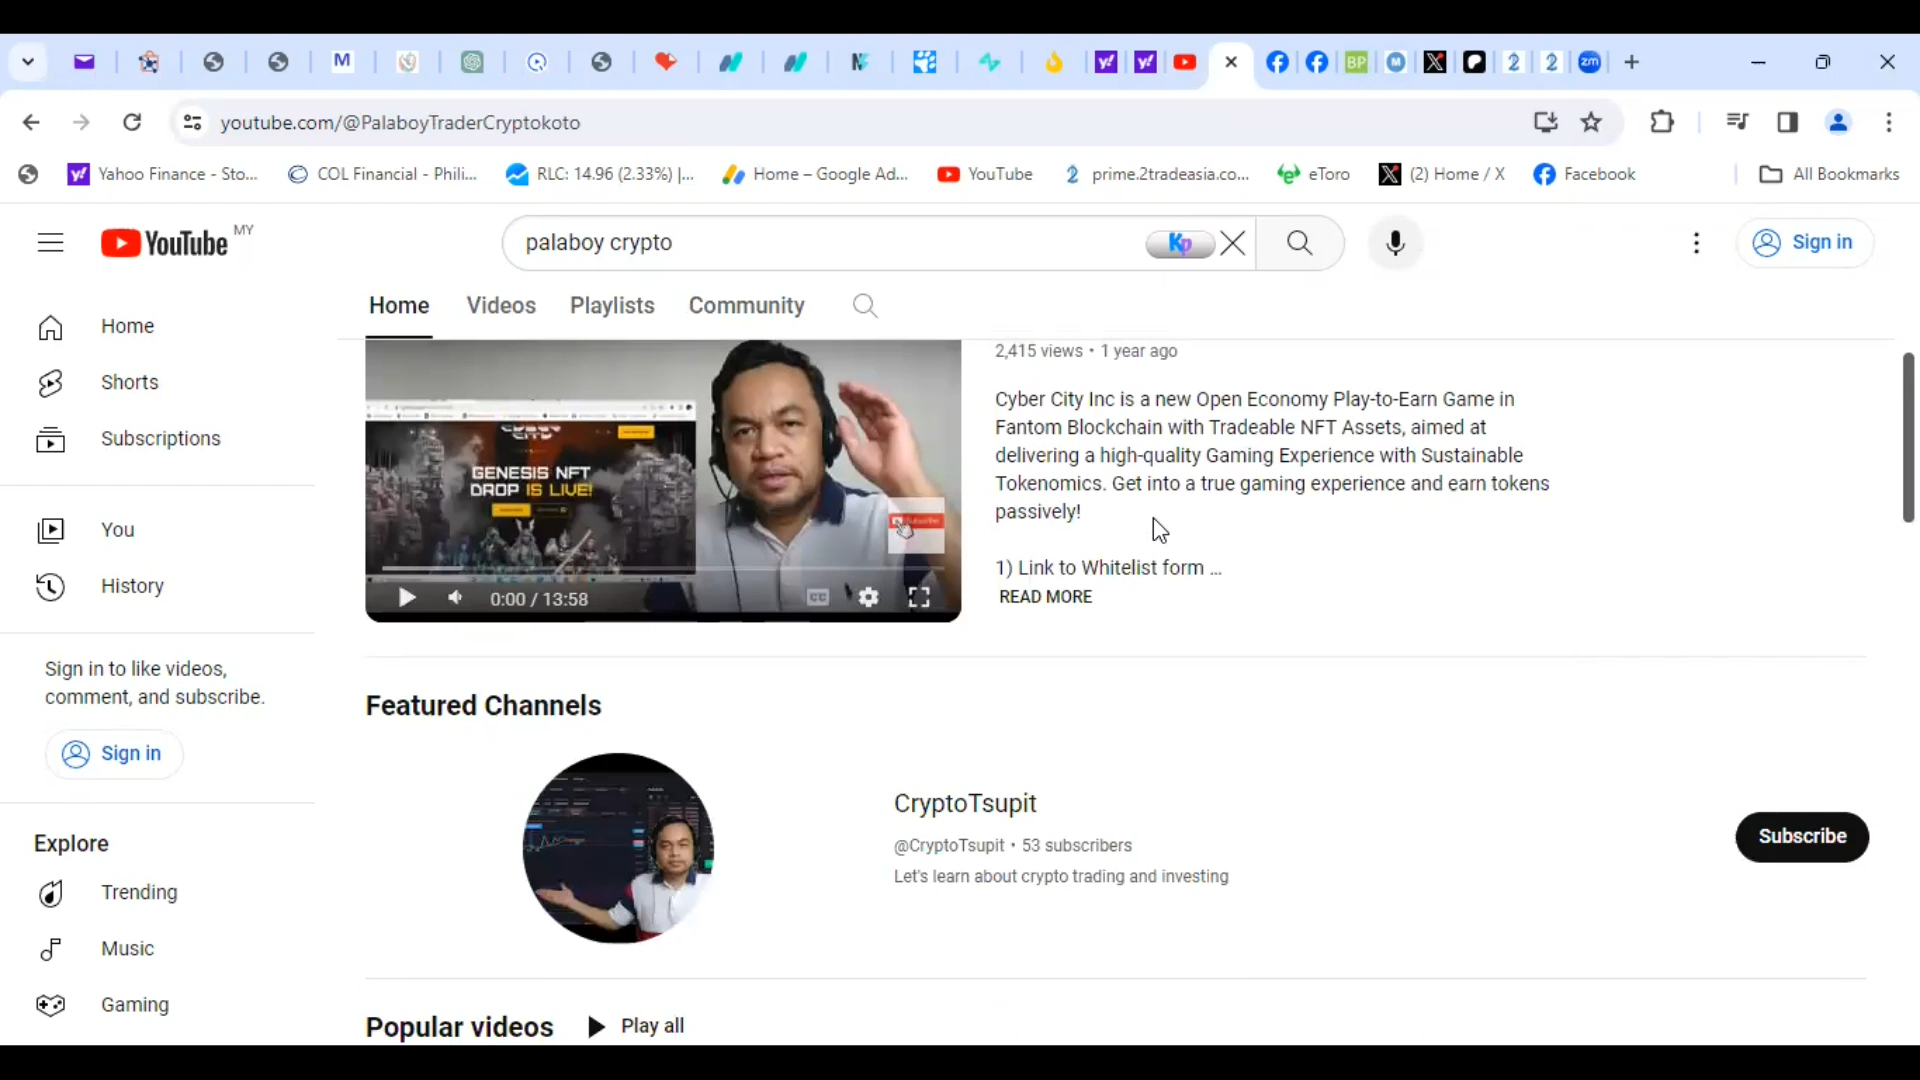 youtube.com/@PalaboyTraderCryptokoto
Yahoo Finance - Sto...
COL Financial - Phili...
RLC: 14.96 (2.33%) |...
Home – Google Ad...
YouTube
prime.2tradeasia.co...
eToro
(2) Home / X
Facebook
All Bookmarks
YouTube MY
palaboy crypto
Sign in
Home Videos Playlists Community
Home
Shorts
Subscriptions
You
History
Sign in to like videos,
comment, and subscribe.
Sign in
Explore
Trending
Music
Gaming
GENESIS NFT
DROP IS LIVE!
0:00 / 13:58
2,415 views • 1 year ago
Cyber City Inc is a new Open Economy Play-to-Earn Game in
Fantom Blockchain with Tradeable NFT Assets, aimed at
delivering a high-quality Gaming Experience with Sustainable
Tokenomics. Get into a true gaming experience and earn tokens
passively!
1) Link to Whitelist form ...
READ MORE
Featured Channels
CryptoTsupit
@CryptoTsupit • 53 subscribers
Let's learn about crypto trading and investing
Subscribe
Popular videos Play all